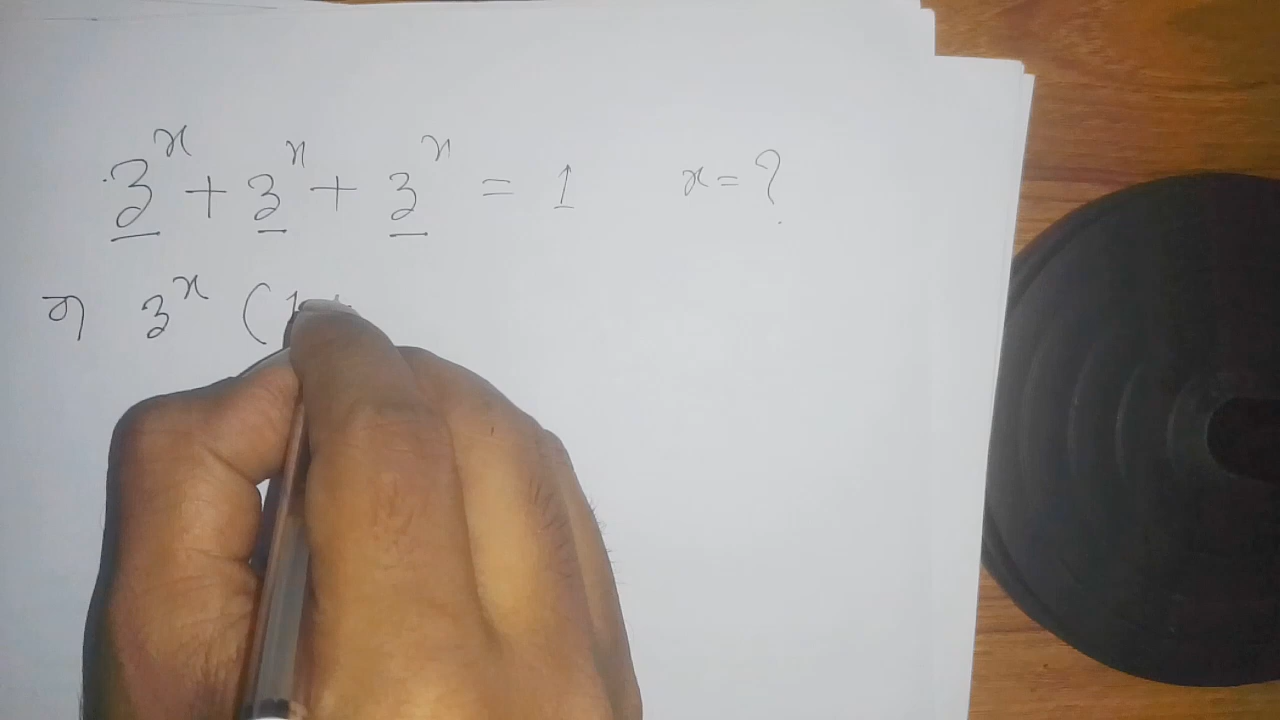 3^x + 3^x + 3^x = 1 x = ?
বা 3^x (1